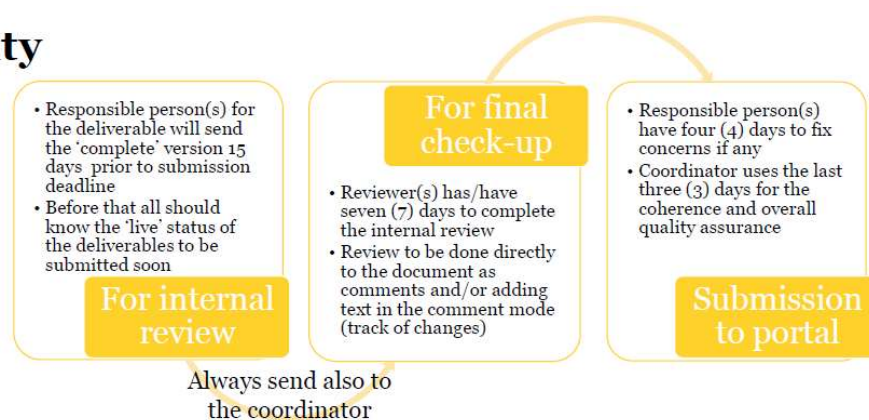 ity
• Responsible person(s) for
the deliverable will send
the ‘complete’ version 15
days prior to submission
deadline
• Before that all should
know the ‘live’ status of
the deliverables to be
submitted soon
For internal
review
Always send also to
the coordinator
For final
check-up
• Reviewer(s) has/have
seven (7) days to complete
the internal review
• Review to be done directly
to the document as
comments and/or adding
text in the comment mode
(track of changes)
• Responsible person(s)
have four (4) days to fix
concerns if any
• Coordinator uses the last
three (3) days for the
coherence and overall
quality assurance
Submission
to portal